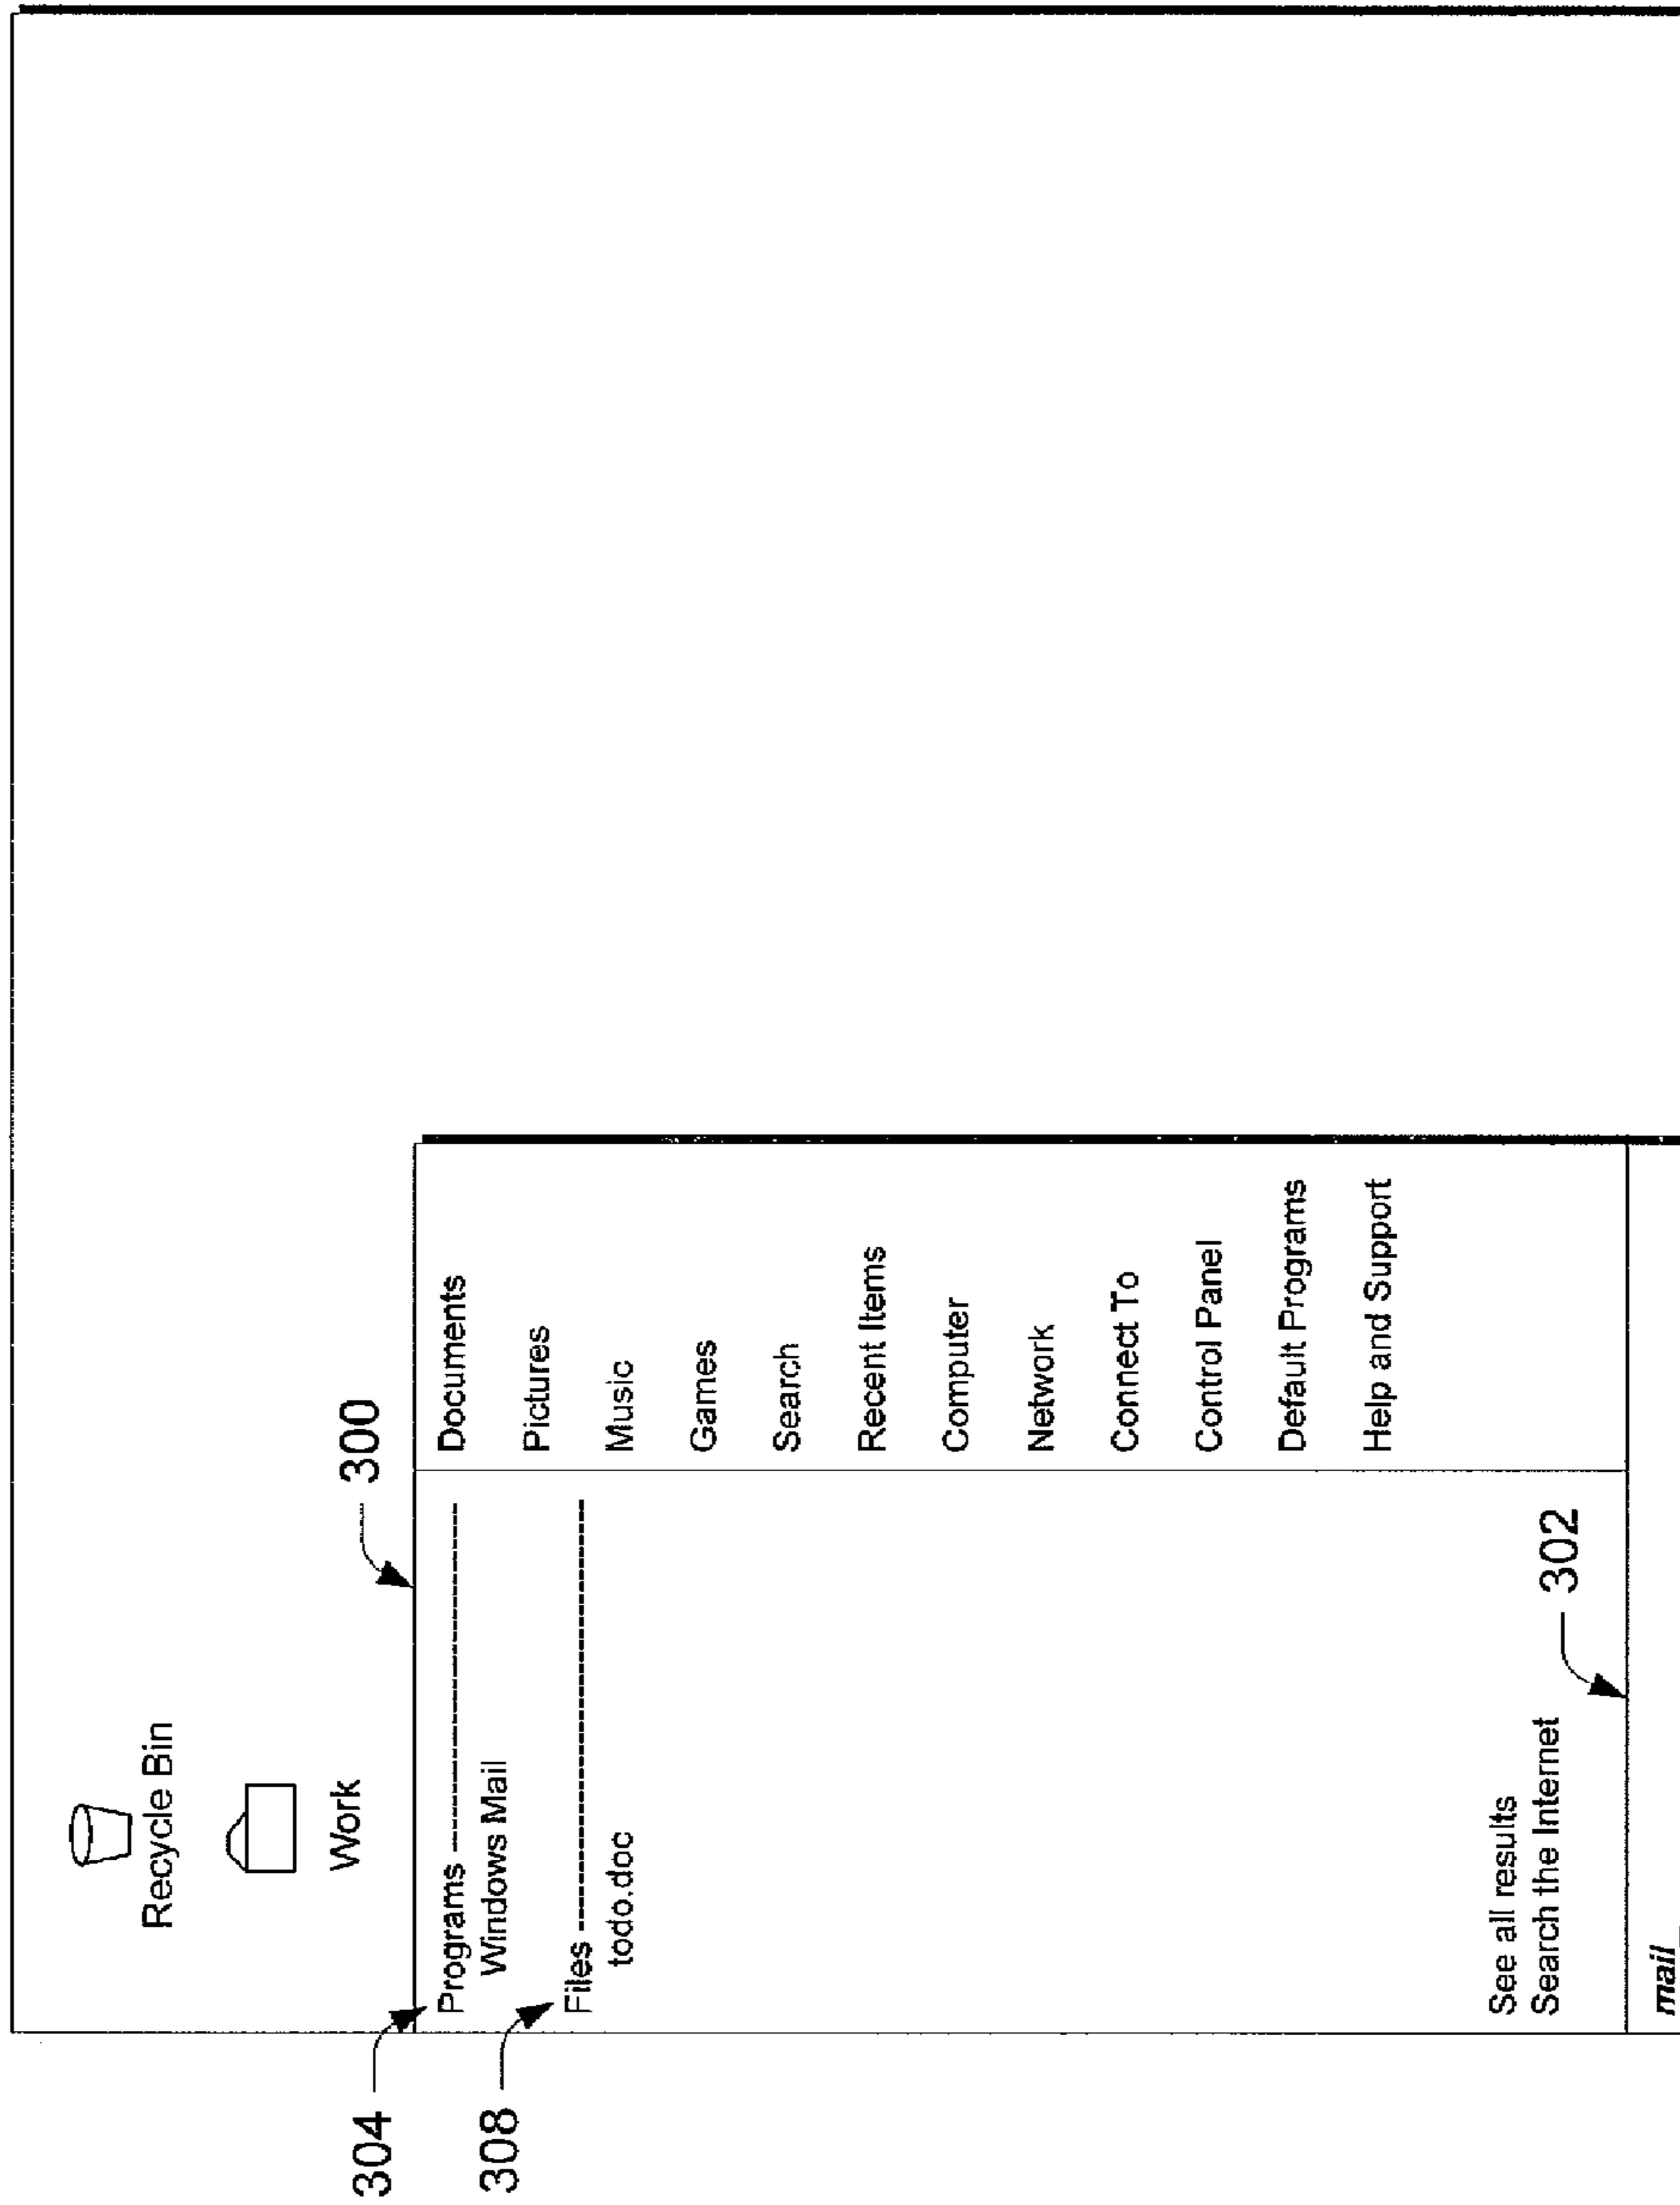 Recycle Bin
Work
300
304
Programs ----------------------------
Windows Mail
308
Files ----------------------------------
todo.doc
See all results
Search the Internet
302
mail_
Documents
Pictures
Music
Games
Search
Recent Items
Computer
Network
Connect To
Control Panel
Default Programs
Help and Support